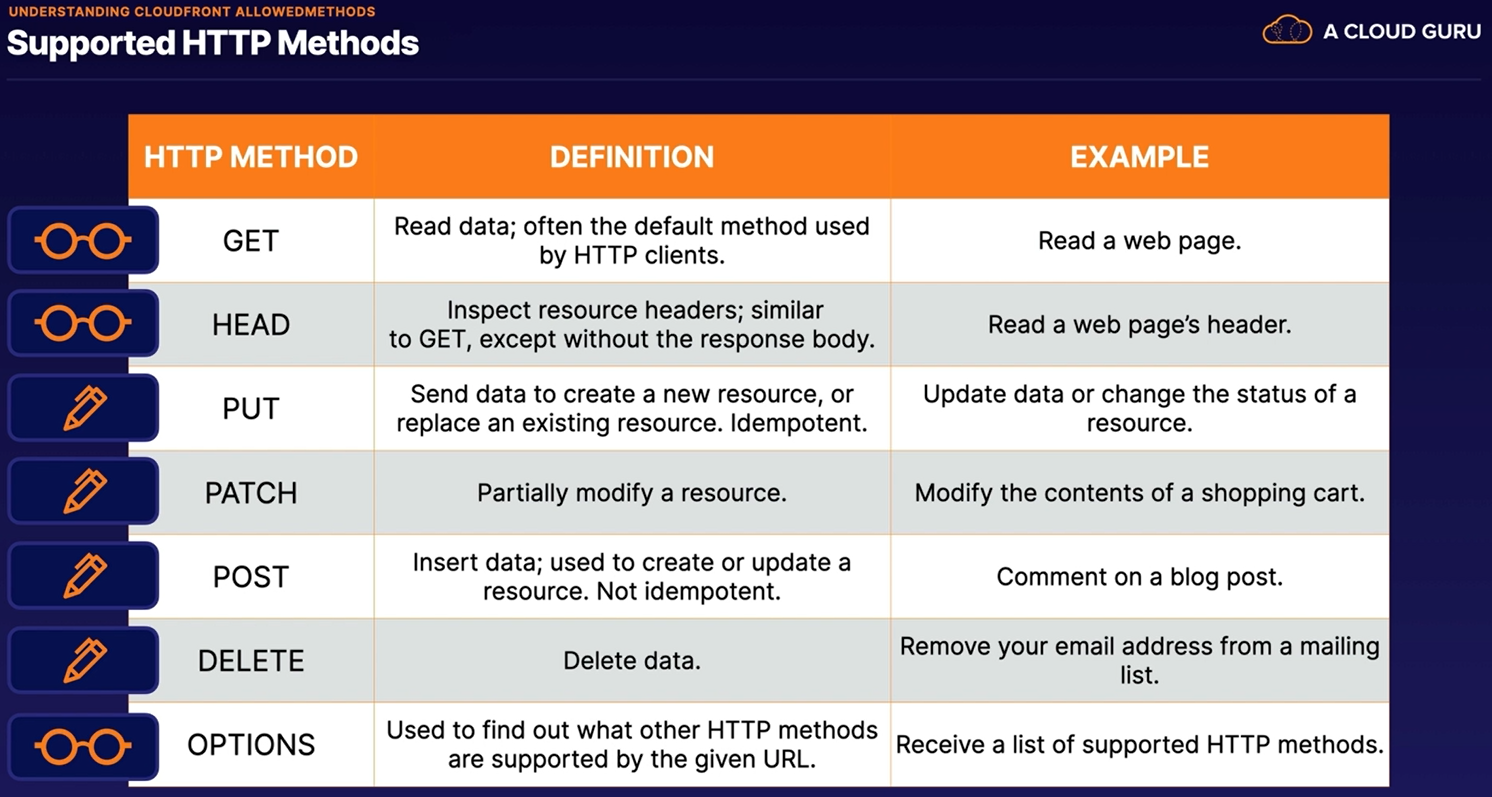 UNDERSTANDING CLOUDFRONT ALLOWEDMETHODS
Supported HTTP Methods
A CLOUD GURU
HTTP METHOD
DEFINITION
EXAMPLE
GET
Read data; often the default method used
by HTTP clients.
Read a web page.
HEAD
Inspect resource headers; similar
to GET, except without the response body.
Read a web page’s header.
PUT
Send data to create a new resource, or
replace an existing resource. Idempotent.
Update data or change the status of a
resource.
PATCH
Partially modify a resource.
Modify the contents of a shopping cart.
POST
Insert data; used to create or update a
resource. Not idempotent.
Comment on a blog post.
DELETE
Delete data.
Remove your email address from a mailing
list.
OPTIONS
Used to find out what other HTTP methods
are supported by the given URL.
Receive a list of supported HTTP methods.